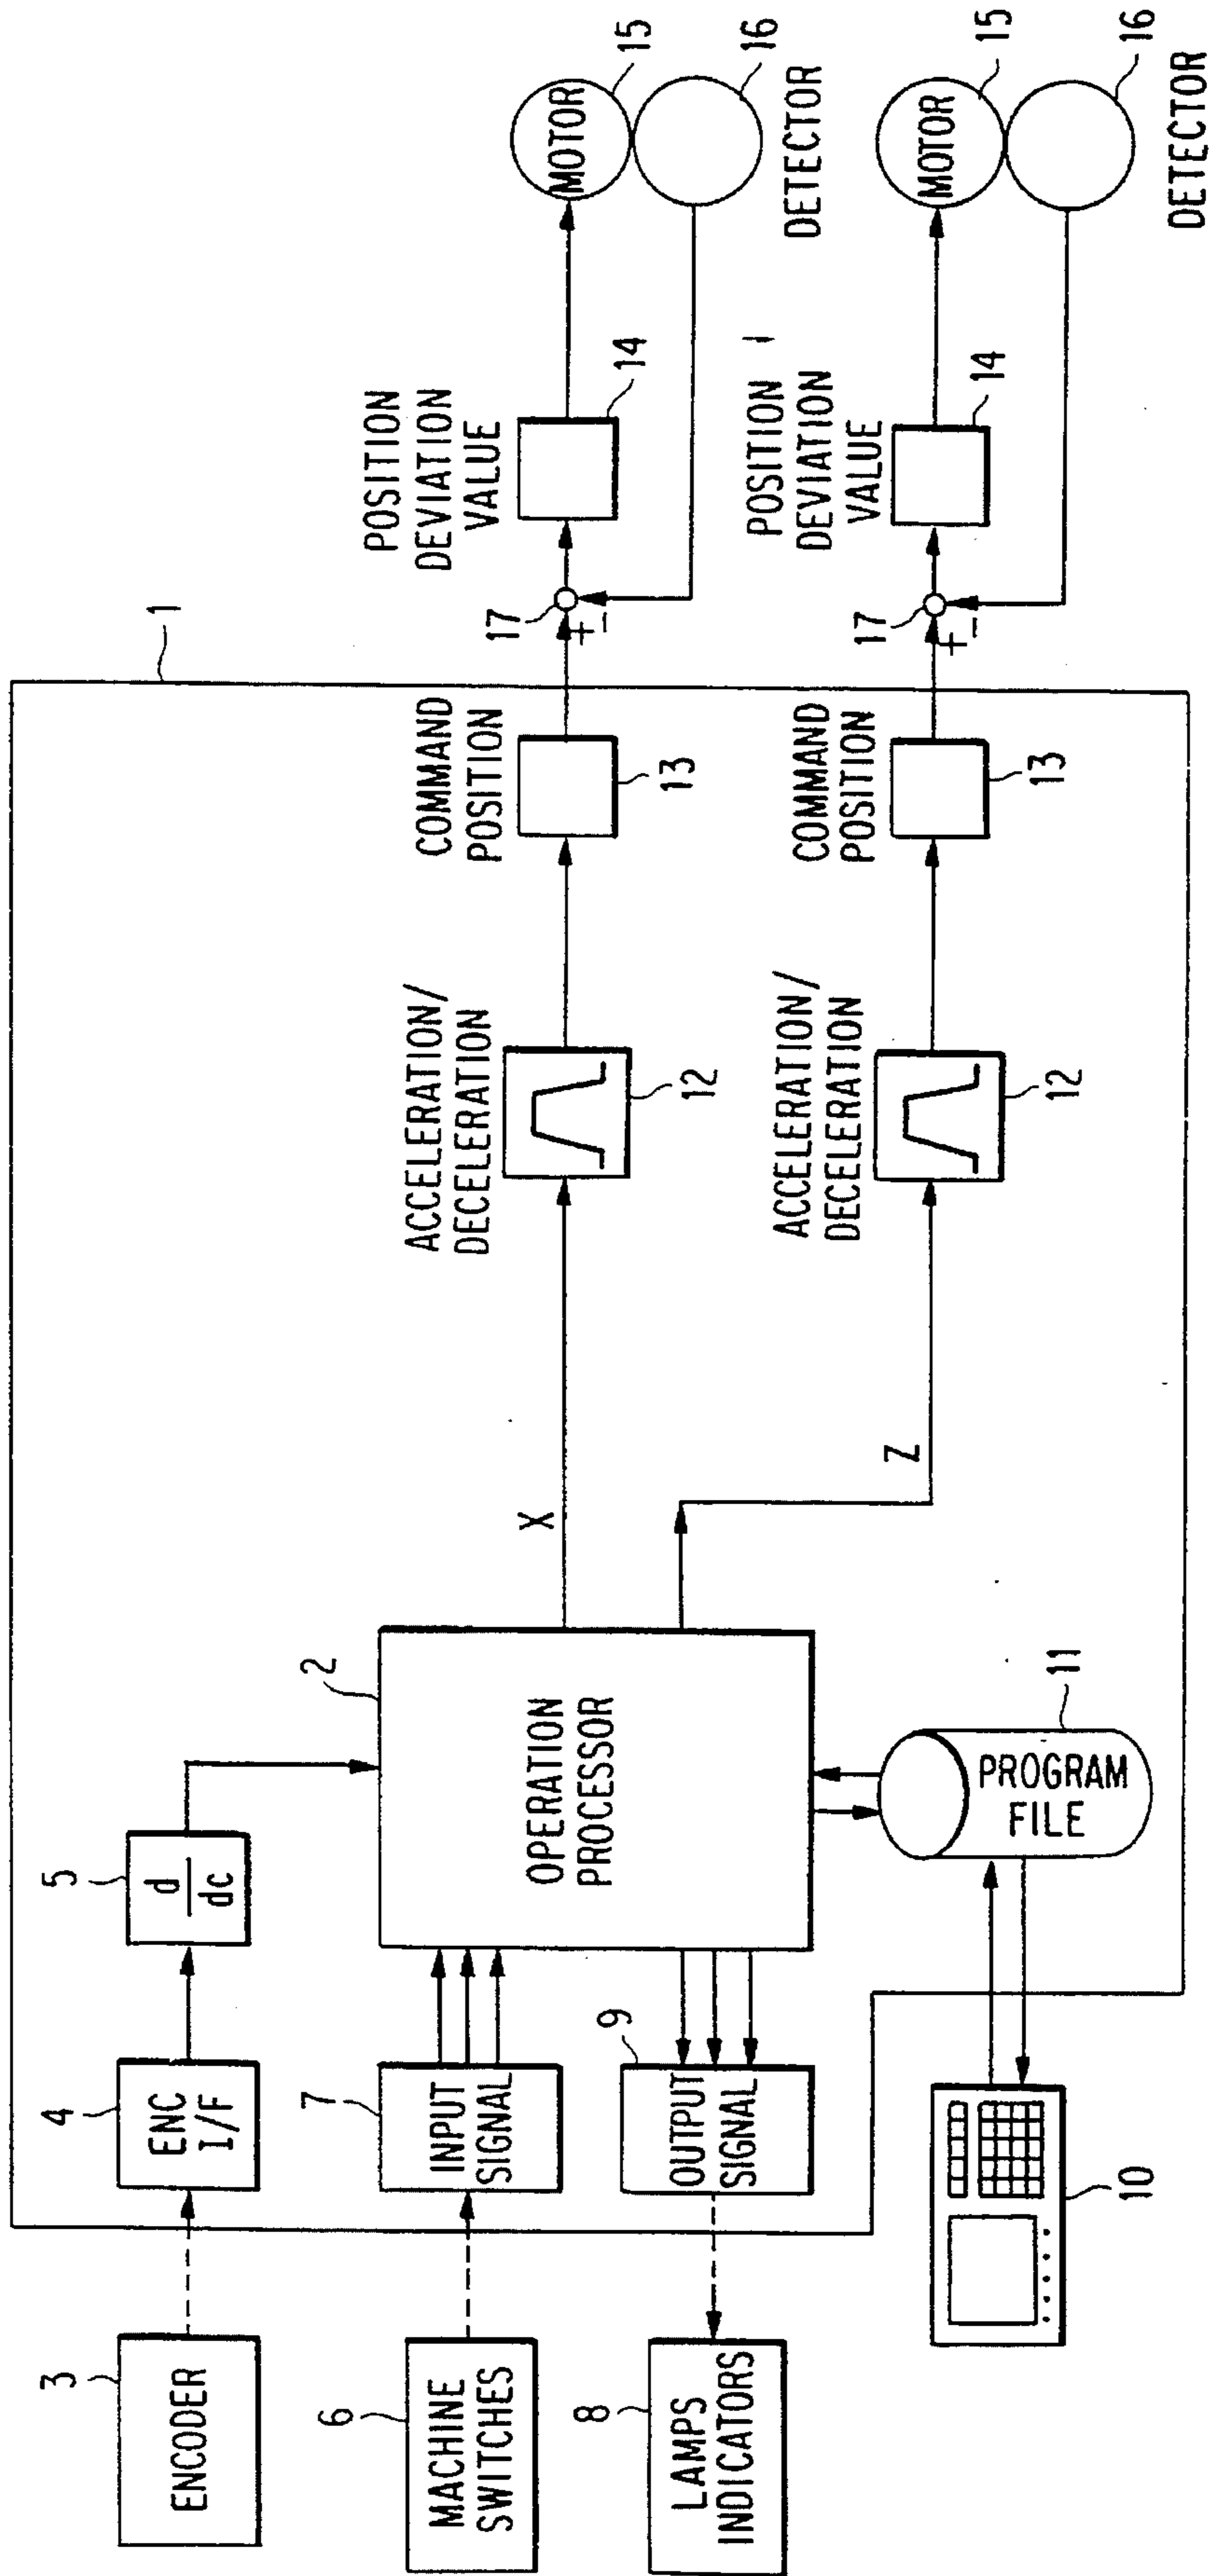 1
3
ENCODER
4
ENC
I/F
5
d
dc
2
OPERATION
PROCESSOR
6
MACHINE
SWITCHES
7
INPUT
SIGNAL
8
LAMPS
INDICATORS
9
OUTPUT
SIGNAL
10
11
PROGRAM
FILE
X
ACCELERATION/
DECELERATION
12
COMMAND
POSITION
13
17
+
−
POSITION
DEVIATION
VALUE
14
MOTOR
15
16
DETECTOR
Z
ACCELERATION/
DECELERATION
12
COMMAND
POSITION
13
17
+
−
POSITION
DEVIATION
VALUE
14
MOTOR
15
16
DETECTOR